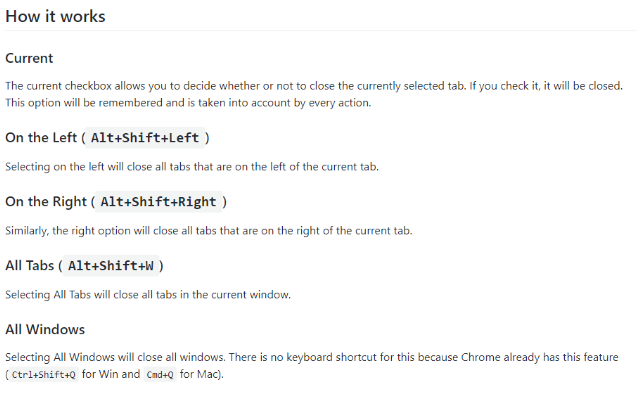 How it works
Current
The current checkbox allows you to decide whether or not to close the currently selected tab. If you check it, it will be closed.
This option will be remembered and is taken into account by every action.
On the Left ( Alt+Shift+Left )
Selecting on the left will close all tabs that are on the left of the current tab.
On the Right ( Alt+Shift+Right )
Similarly, the right option will close all tabs that are on the right of the current tab.
All Tabs ( Alt+Shift+W )
Selecting All Tabs will close all tabs in the current window.
All Windows
Selecting All Windows will close all windows. There is no keyboard shortcut for this because Chrome already has this feature
( Ctrl+Shift+Q for Win and Cmd+Q for Mac).